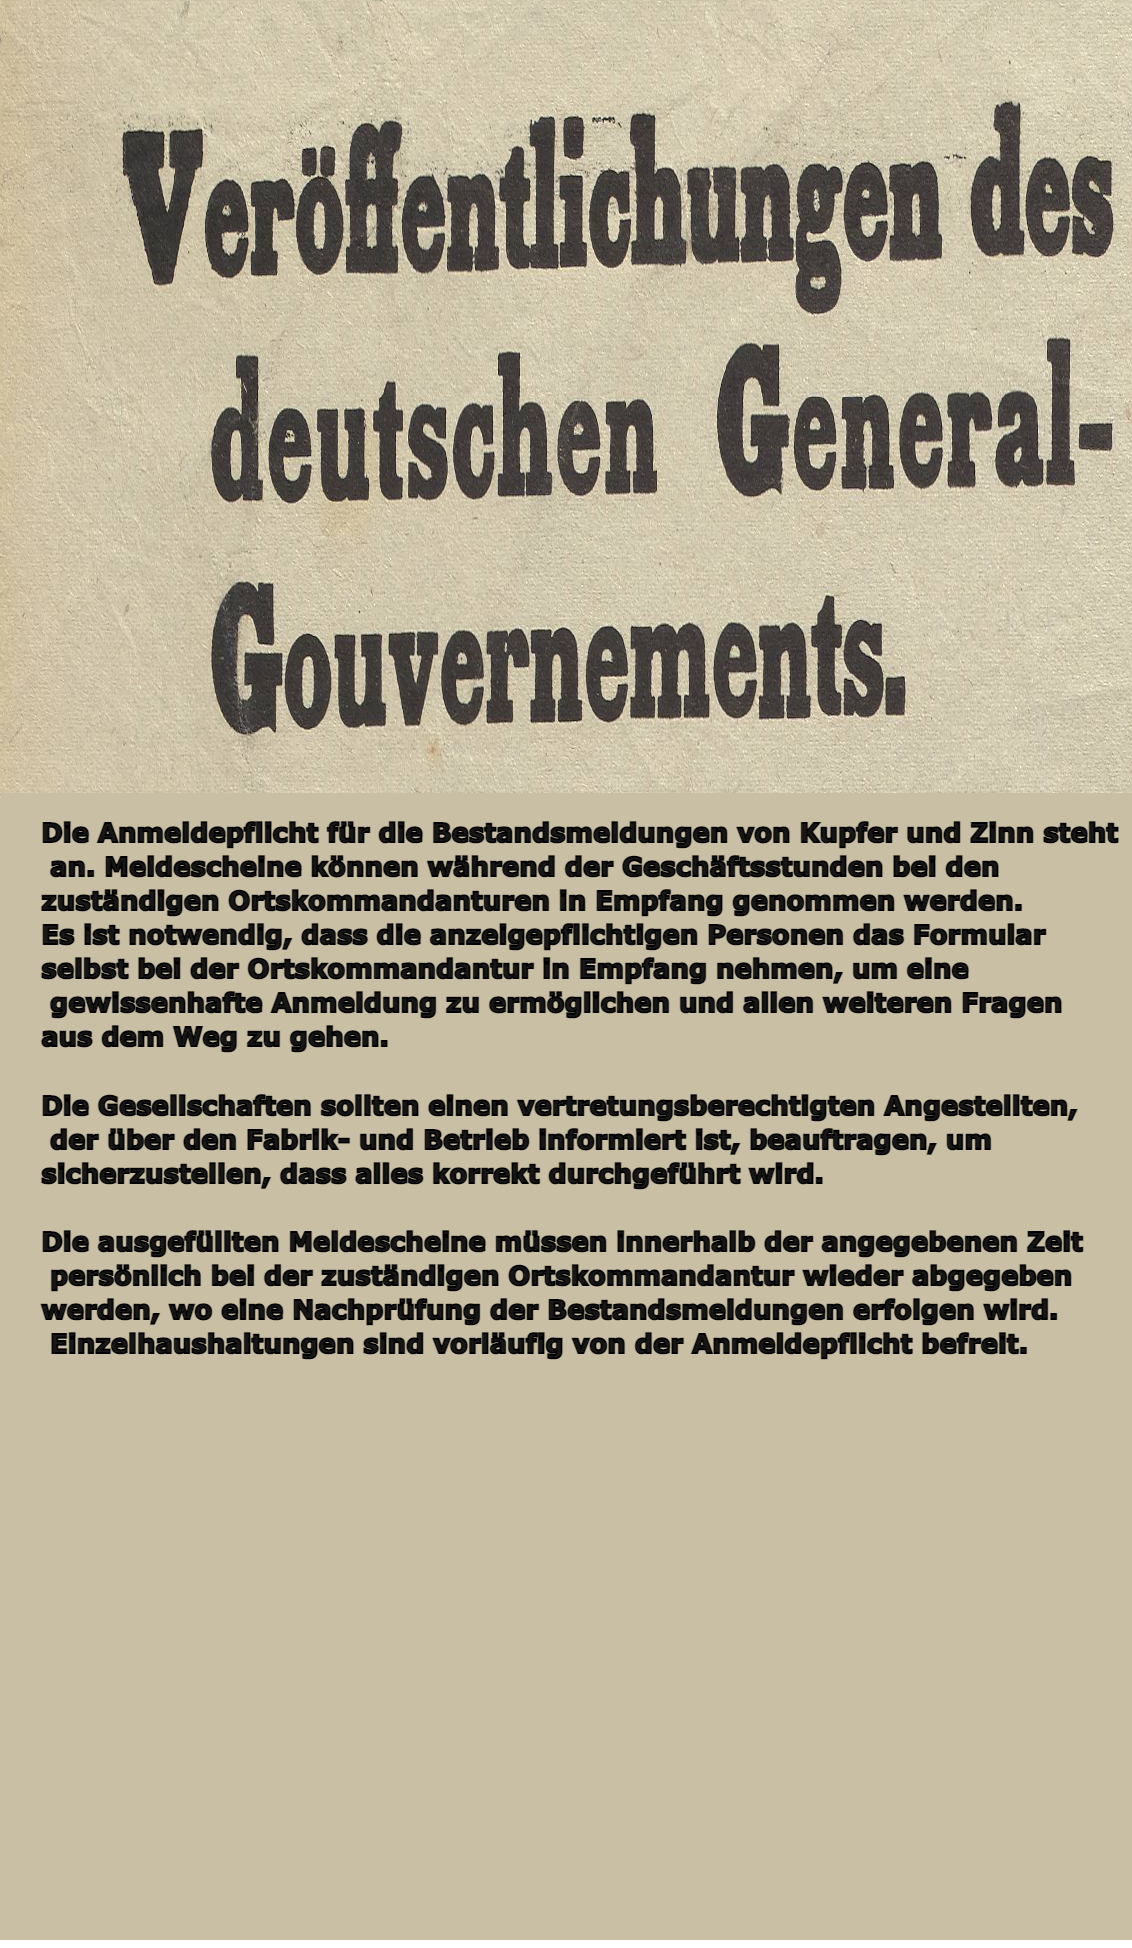 Veröffentlichungen des
deutschen General-
Gouvernements.
Die Anmeldepflicht für die Bestandsmeldungen von Kupfer und Zinn steht
an. Meldescheine können während der Geschäftsstunden bei den
zuständigen Ortskommandanturen in Empfang genommen werden.
Es ist notwendig, dass die anzeigepflichtigen Personen das Formular
selbst bei der Ortskommandantur in Empfang nehmen, um eine
gewissenhafte Anmeldung zu ermöglichen und allen weiteren Fragen
aus dem Weg zu gehen.
Die Gesellschaften sollten einen vertretungsberechtigten Angestellten,
der über den Fabrik- und Betrieb informiert ist, beauftragen, um
sicherzustellen, dass alles korrekt durchgeführt wird.
Die ausgefüllten Meldescheine müssen innerhalb der angegebenen Zeit
persönlich bei der zuständigen Ortskommandantur wieder abgegeben
werden, wo eine Nachprüfung der Bestandsmeldungen erfolgen wird.
Einzelhaushaltungen sind vorläufig von der Anmeldepflicht befreit.